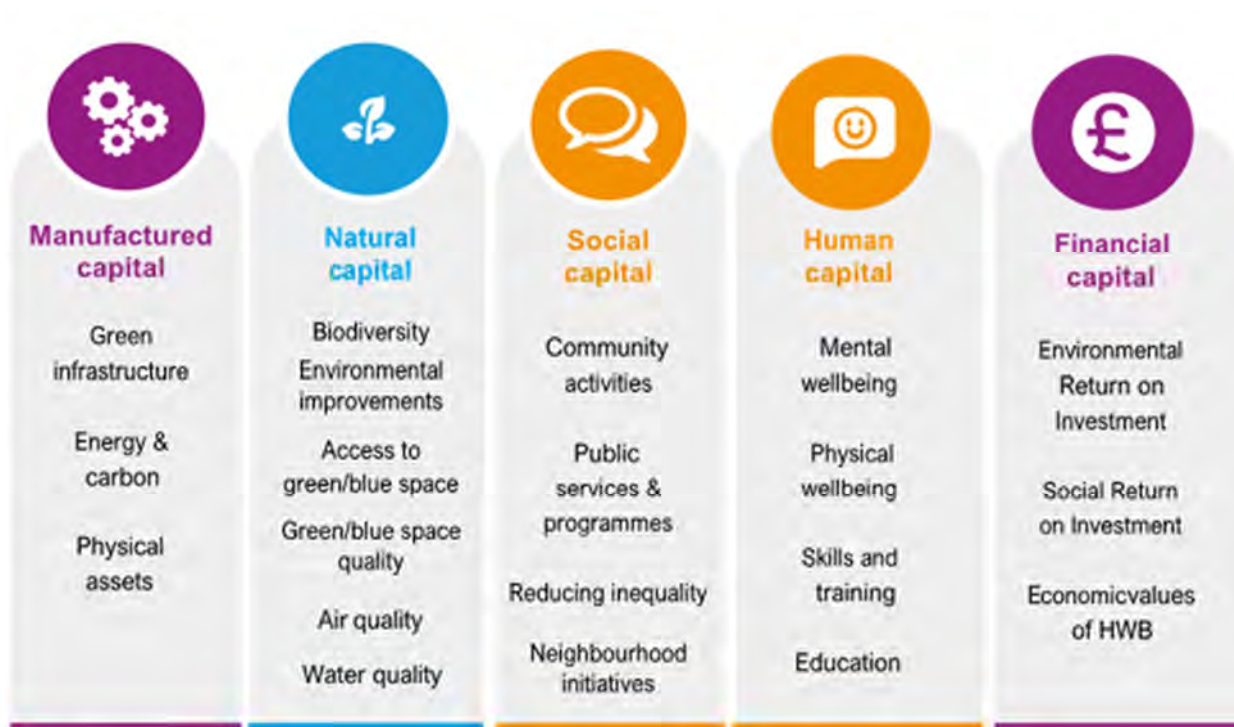 Manufactured
capital
Green
infrastructure
Energy &
carbon
Physical
assets
Natural
capital
Biodiversity
Environmental
improvements
Access to
green/blue space
Green/blue space
quality
Air quality
Water quality
Social
capital
Community
activities
Public
services &
programmes
Reducing inequality
Neighbourhood
initiatives
Human
capital
Mental
wellbeing
Physical
wellbeing
Skills and
training
Education
£
Financial
capital
Environmental
Return on
Investment
Social Return
on Investment
Economicvalues
of HWB